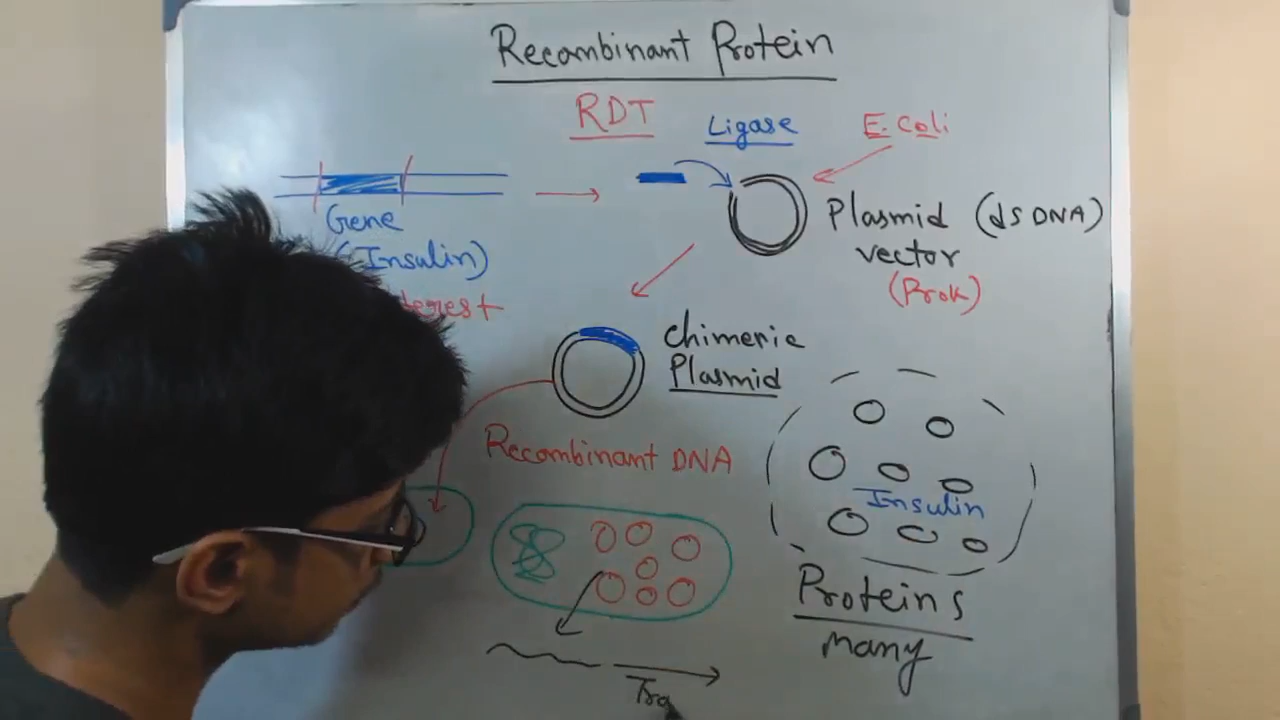 Recombinant Protein
RDT
Ligase
E. Coli
Gene
(Insulin)
Plasmid (ds DNA)
vector
(Prok)
Chimeric
Plasmid
Recombinant DNA
Insulin
Proteins
many
Tra